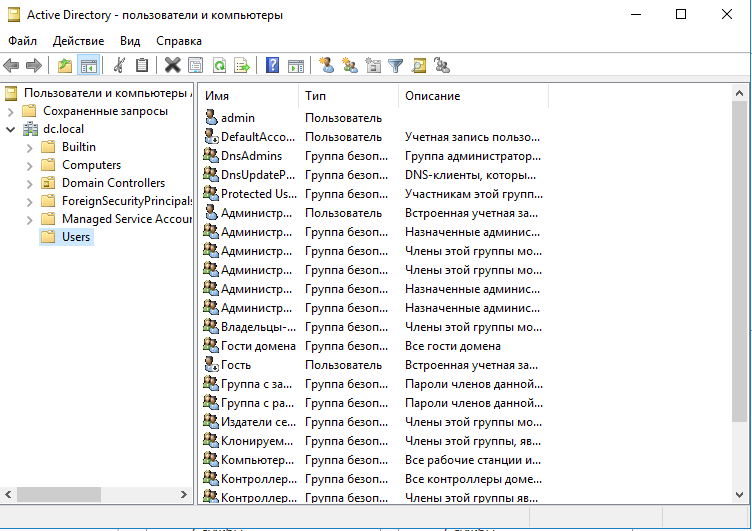 Active Directory - пользователи и компьютеры
Файл Действие Вид Справка
Пользователи и компьютеры
Сохраненные запросы
dc.local
Builtin
Computers
Domain Controllers
ForeignSecurityPrincipals
Managed Service Accour
Users
Имя Тип Описание
admin Пользователь
DefaultAcco... Пользователь Учетная запись пользо...
DnsAdmins Группа безоп... Группа администратор...
DnsUpdateP... Группа безоп... DNS-клиенты, которы...
Protected Us... Группа безоп... Участникам этой групп...
Администр... Пользователь Встроенная учетная за...
Администр... Группа безоп... Назначенные админис...
Администр... Группа безоп... Члены этой группы мо...
Администр... Группа безоп... Члены этой группы мо...
Администр... Группа безоп... Назначенные админис...
Администр... Группа безоп... Назначенные админис...
Владельцы-... Группа безоп... Члены этой группы мо...
Гости домена Группа безоп... Все гости домена
Гость Пользователь Встроенная учетная за...
Группа с за... Группа безоп... Пароли членов данной...
Группа с ра... Группа безоп... Пароли членов данной...
Издатели се... Группа безоп... Члены этой группы мо...
Клонируем... Группа безоп... Члены этой группы, яв...
Компьютер... Группа безоп... Все рабочие станции и...
Контроллер... Группа безоп... Все контроллеры доме...
Контроллер... Группа безоп... Члены этой группы яв...